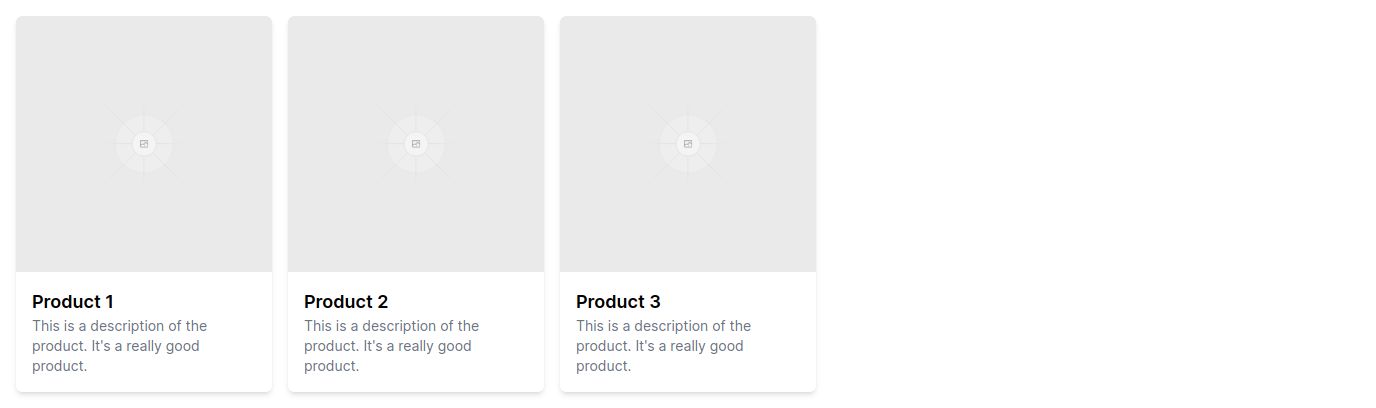 Product 1
This is a description of the
product. It's a really good
product.
Product 2
This is a description of the
product. It's a really good
product.
Product 3
This is a description of the
product. It's a really good
product.